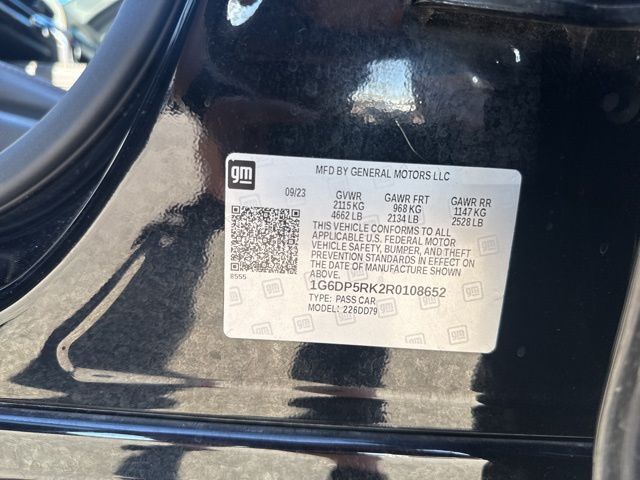 gm
MFD BY GENERAL MOTORS LLC
09/23 GVWR GAWR FRT GAWR RR
2115 KG 968 KG 1147 KG
4662 LB 2134 LB 2528 LB
THIS VEHICLE CONFORMS TO ALL
APPLICABLE U.S. FEDERAL MOTOR
VEHICLE SAFETY, BUMPER, AND THEFT
PREVENTION STANDARDS IN EFFECT ON
THE DATE OF MANUFACTURE SHOWN
ABOVE.
8555
1G6DP5RK2R0108652
TYPE: PASS CAR
MODEL: 226DD79